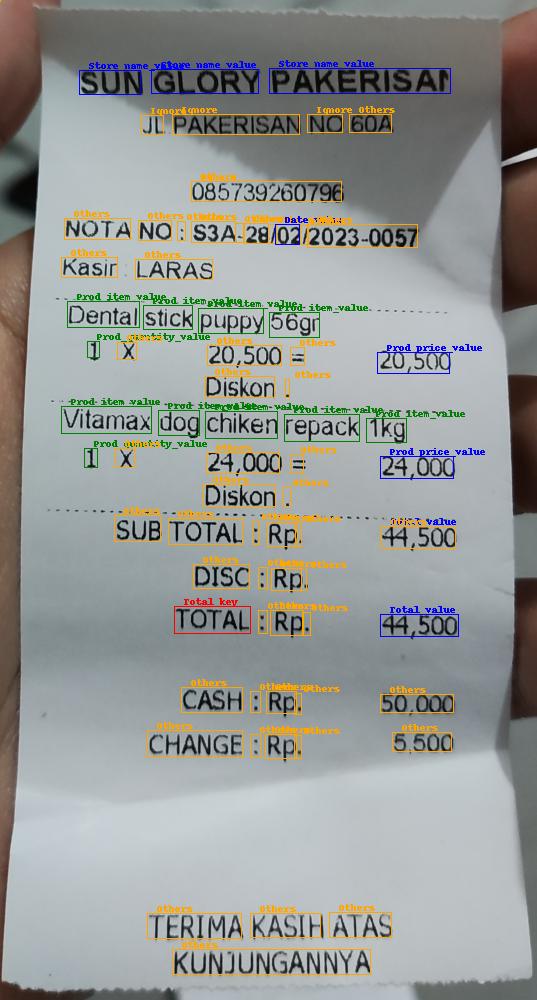 SUN GLORY PAKERISAN
JL PAKERISAN NO 60A
085739260796
NOTA NO : S3A-28/02/2023-0057
Kasir : LARAS
Dental stick puppy 56gr
1 X 20,500 = 20,500
Diskon :
Vitamax dog chiken repack 1kg
1 X 24,000 = 24,000
Diskon :
SUB TOTAL : Rp. 44,500
DISC : Rp.
TOTAL : Rp. 44,500
CASH : Rp. 50,000
CHANGE : Rp. 5,500
TERIMA KASIH ATAS
KUNJUNGANNYA